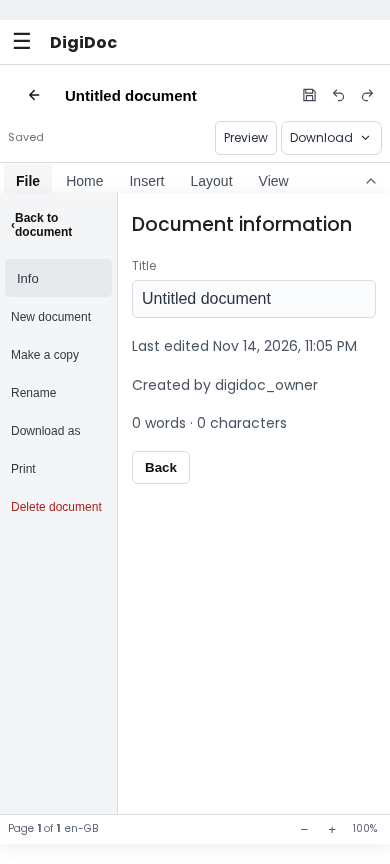 ☰ DigiDoc
← Untitled document
Saved Preview Download
File Home Insert Layout View
‹Back to
document
Info
New document
Make a copy
Rename
Download as
Print
Delete document
Document information
Title
Untitled document
Last edited Nov 14, 2026, 11:05 PM
Created by digidoc_owner
0 words · 0 characters
Back
Page 1 of 1 en-GB − + 100%